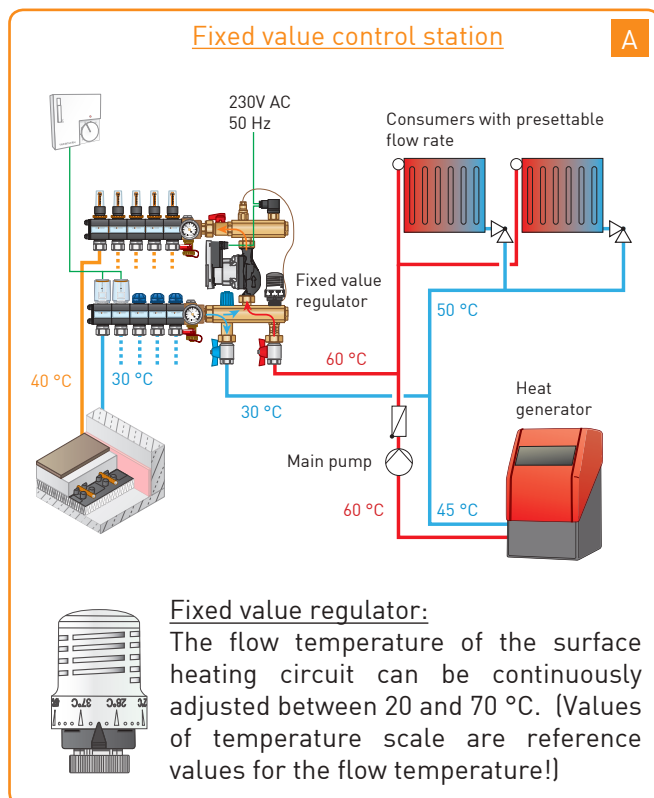 Fixed value control station
A
230V AC
50 Hz
Consumers with presettable
flow rate
Fixed value
regulator
50 °C
60 °C
40 °C
30 °C
30 °C
Heat
generator
Main pump
60 °C
45 °C
Fixed value regulator:
The flow temperature of the surface
heating circuit can be continuously
adjusted between 20 and 70 °C. (Values
of temperature scale are reference
values for the flow temperature!)
37°C
28°C